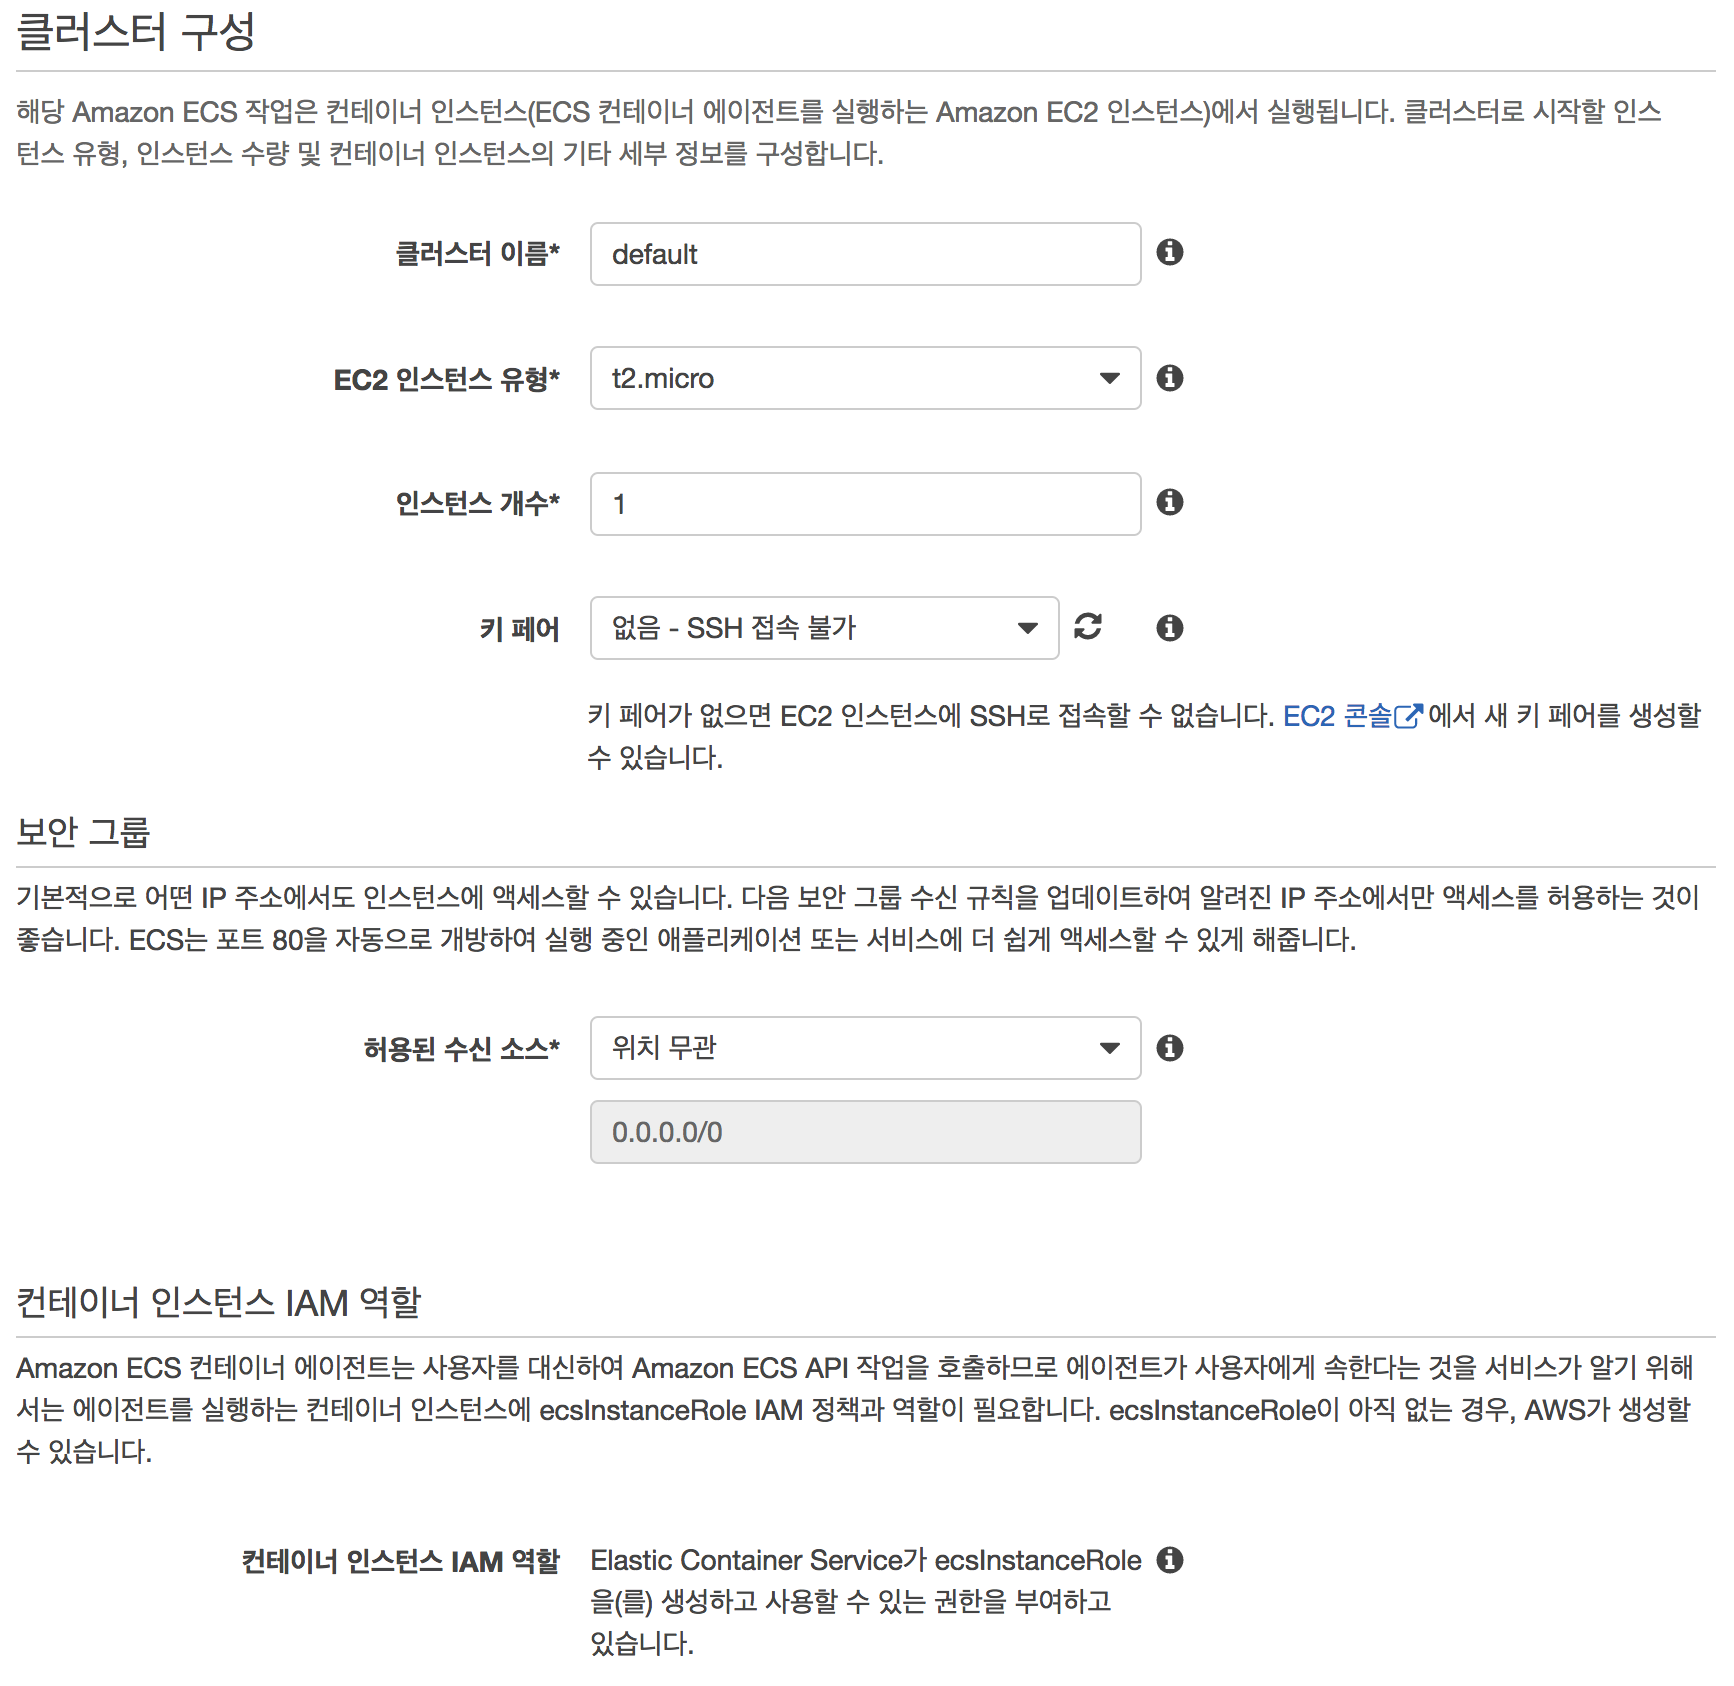 클러스터 구성
해당 Amazon ECS 작업은 컨테이너 인스턴스(ECS 컨테이너 에이전트를 실행하는 Amazon EC2 인스턴스)에서 실행됩니다. 클러스터로 시작할 인스
턴스 유형, 인스턴스 수량 및 컨테이너 인스턴스의 기타 세부 정보를 구성합니다.
클러스터 이름* default
EC2 인스턴스 유형* t2.micro
인스턴스 개수* 1
키 페어 없음 - SSH 접속 불가
키 페어가 없으면 EC2 인스턴스에 SSH로 접속할 수 없습니다. EC2 콘솔에서 새 키 페어를 생성할
수 있습니다.
보안 그룹
기본적으로 어떤 IP 주소에서도 인스턴스에 액세스할 수 있습니다. 다음 보안 그룹 수신 규칙을 업데이트하여 알려진 IP 주소에서만 액세스를 허용하는 것이
좋습니다. ECS는 포트 80을 자동으로 개방하여 실행 중인 애플리케이션 또는 서비스에 더 쉽게 액세스할 수 있게 해줍니다.
허용된 수신 소스* 위치 무관
0.0.0.0/0
컨테이너 인스턴스 IAM 역할
Amazon ECS 컨테이너 에이전트는 사용자를 대신하여 Amazon ECS API 작업을 호출하므로 에이전트가 사용자에게 속한다는 것을 서비스가 알기 위해
서는 에이전트를 실행하는 컨테이너 인스턴스에 ecsInstanceRole IAM 정책과 역할이 필요합니다. ecsInstanceRole이 아직 없는 경우, AWS가 생성할
수 있습니다.
컨테이너 인스턴스 IAM 역할 Elastic Container Service가 ecsInstanceRole
을(를) 생성하고 사용할 수 있는 권한을 부여하고
있습니다.